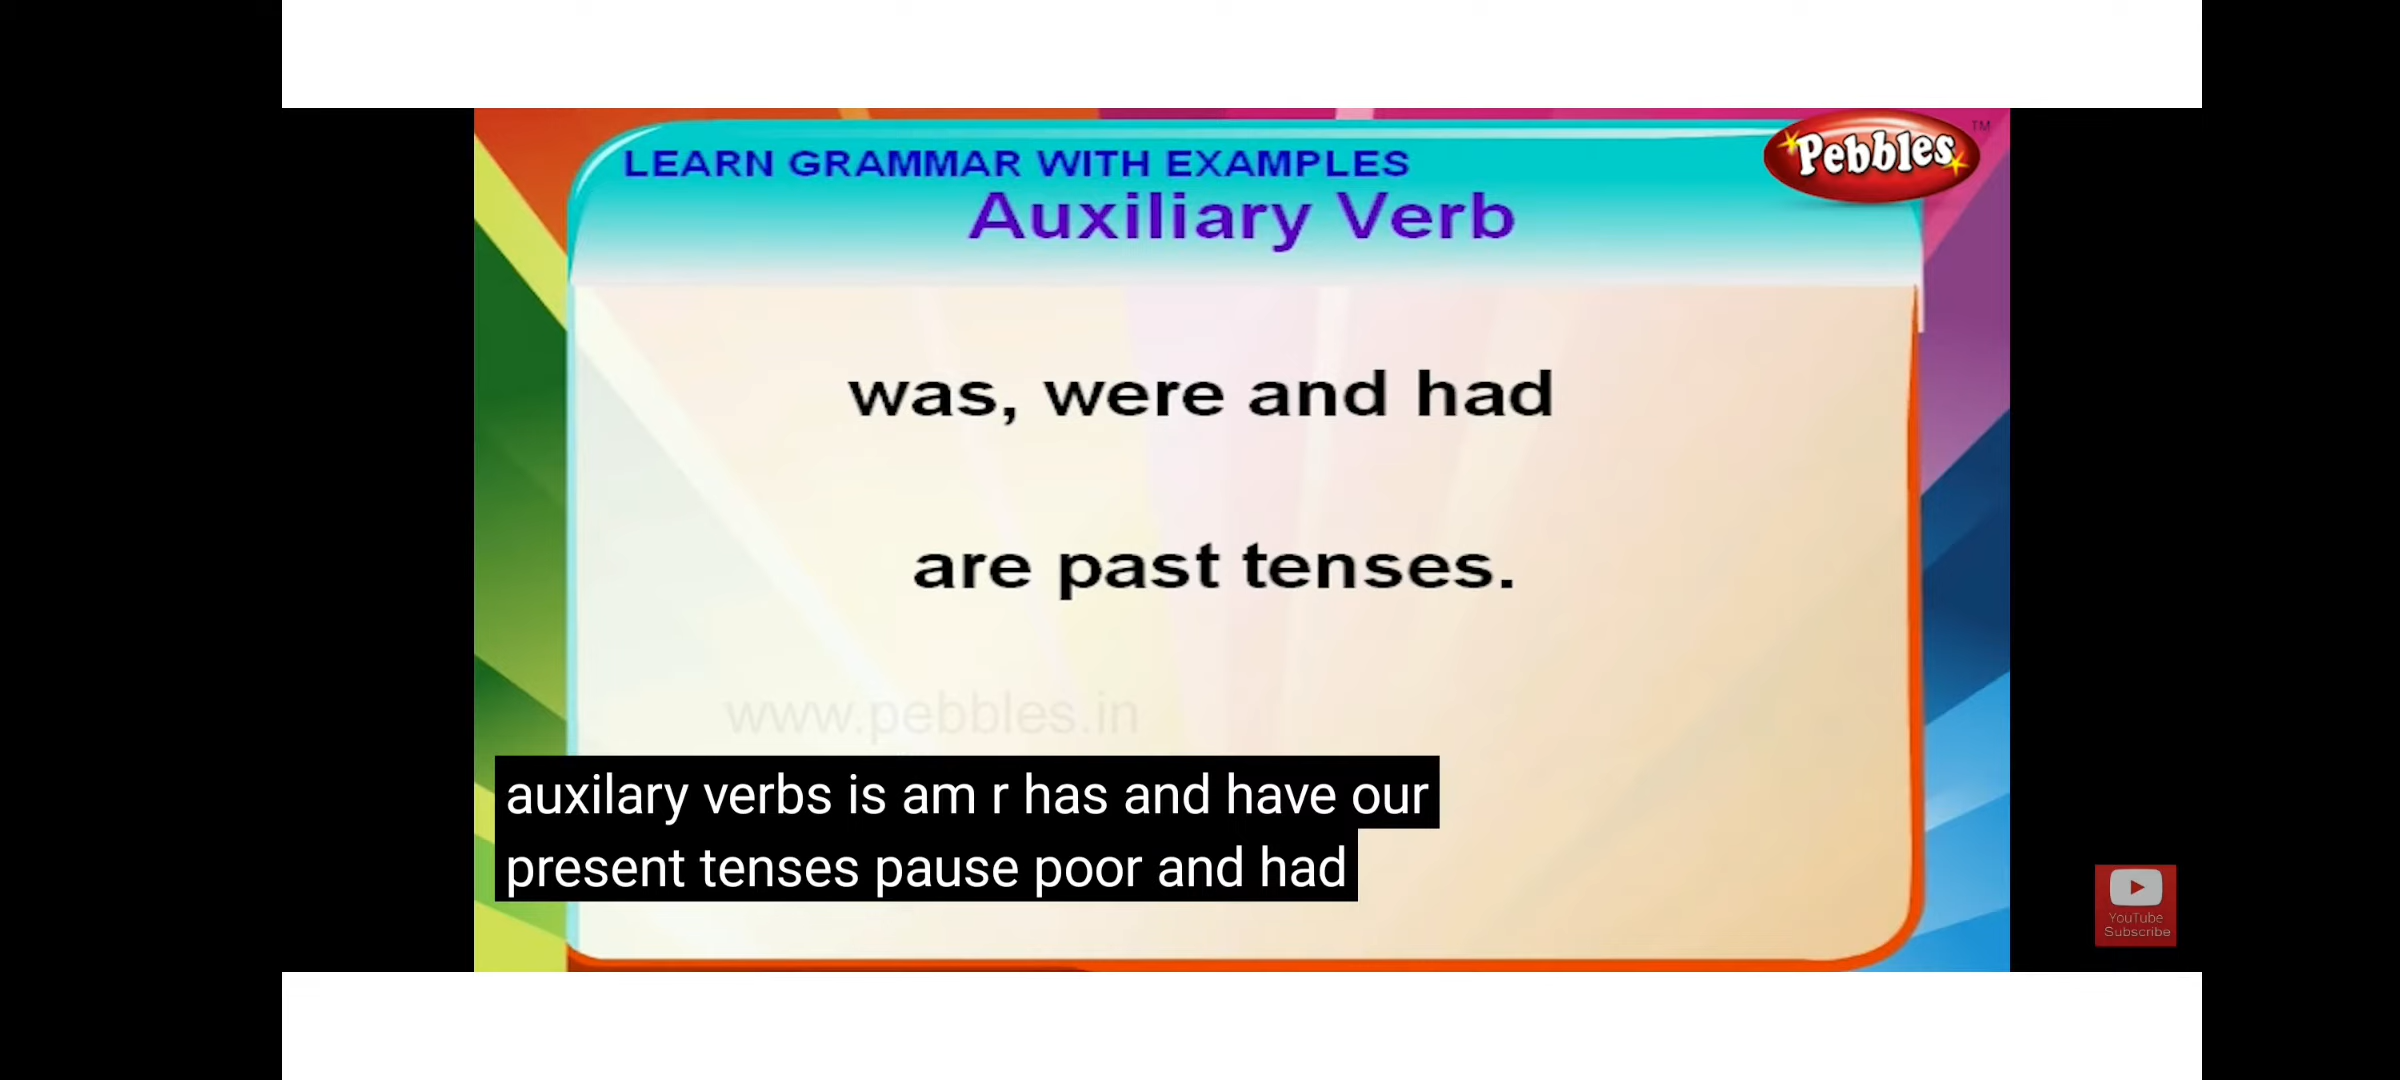 LEARN GRAMMAR WITH EXAMPLES
Pebbles TM
Auxiliary Verb
was, were and had
are past tenses.
www.pebbles.in
auxilary verbs is am r has and have our
present tenses pause poor and had
YouTube
Subscribe